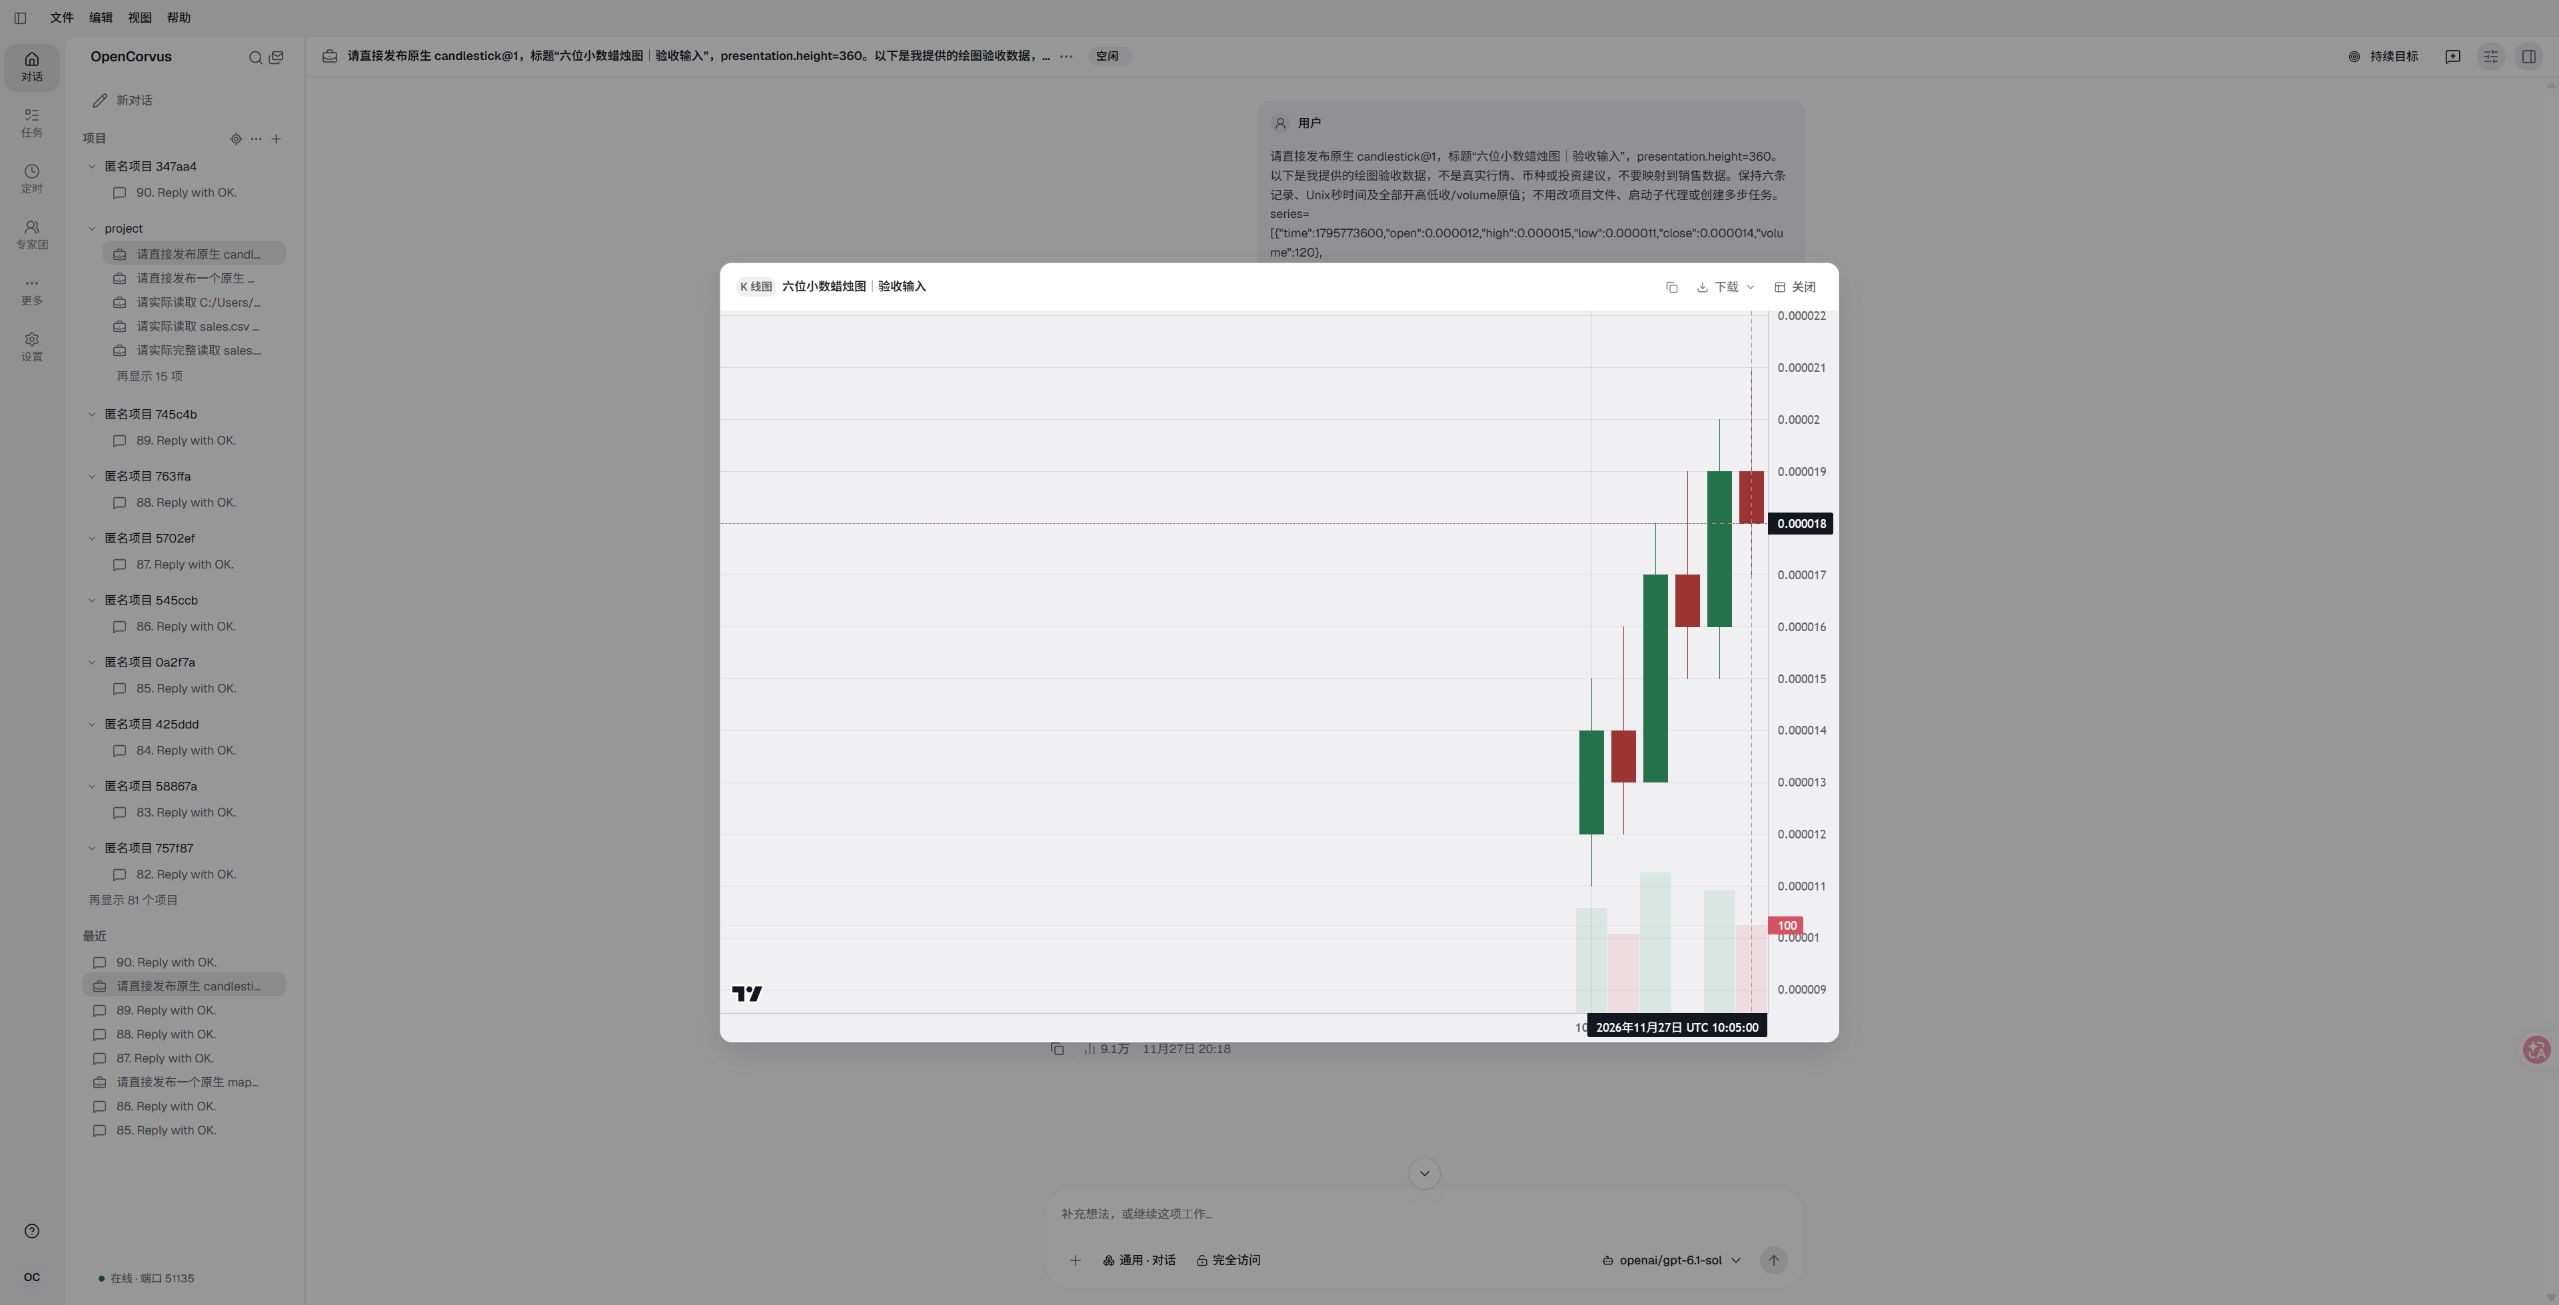 文件 编辑 视图 帮助
对话
任务
定时
专家团
更多
设置
OC
OpenCorvus
新对话
项目
匿名项目 347aa4
90. Reply with OK.
project
请直接发布原生 candl...
请直接发布一个原生 ...
请实际读取 C:/Users/...
请实际读取 sales.csv ...
请实际完整读取 sales....
再显示 15 项
匿名项目 745c4b
89. Reply with OK.
匿名项目 763ffa
88. Reply with OK.
匿名项目 5702ef
87. Reply with OK.
匿名项目 545ccb
86. Reply with OK.
匿名项目 0a2f7a
85. Reply with OK.
匿名项目 425ddd
84. Reply with OK.
匿名项目 58867a
83. Reply with OK.
匿名项目 757f87
82. Reply with OK.
再显示 81 个项目
最近
90. Reply with OK.
请直接发布原生 candlesti...
89. Reply with OK.
88. Reply with OK.
87. Reply with OK.
请直接发布一个原生 map...
86. Reply with OK.
85. Reply with OK.
在线 · 端口 51135
请直接发布原生 candlestick@1，标题“六位小数蜡烛图｜验收输入”，presentation.height=360。以下是我提供的绘图验收数据，... ··· 空闲
持续目标
用户
请直接发布原生 candlestick@1，标题“六位小数蜡烛图｜验收输入”，presentation.height=360。
以下是我提供的绘图验收数据，不是真实行情、币种或投资建议，不要映射到销售数据。保持六条
记录、Unix秒时间及全部开高低收/volume原值；不用改项目文件、启动子代理或创建多步任务。
series=
[{"time":1795773600,"open":0.000012,"high":0.000015,"low":0.000011,"close":0.000014,"volu
me":120},
K 线图 六位小数蜡烛图｜验收输入
下载 关闭
0.000022
0.000021
0.00002
0.000019
0.000018
0.000017
0.000016
0.000015
0.000014
0.000013
0.000012
0.000011
100
0.00001
0.000009
10
2026年11月27日 UTC 10:05:00
9.1万 11月27日 20:18
补充想法，或继续这项工作...
通用 · 对话 完全访问
openai/gpt-6.1-sol